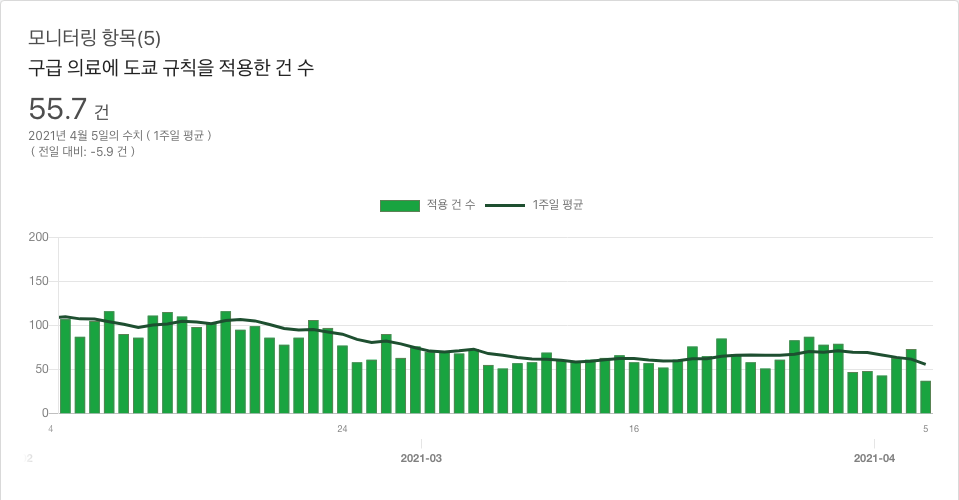 모니터링 항목(5)
구급 의료에 도쿄 규칙을 적용한 건 수
55.7 건
2021년 4월 5일의 수치 ( 1주일 평균 )
( 전일 대비: -5.9 건 )
적용 건 수 1주일 평균
200
150
100
50
0
4 24 16 5
2 2021-03 2021-04